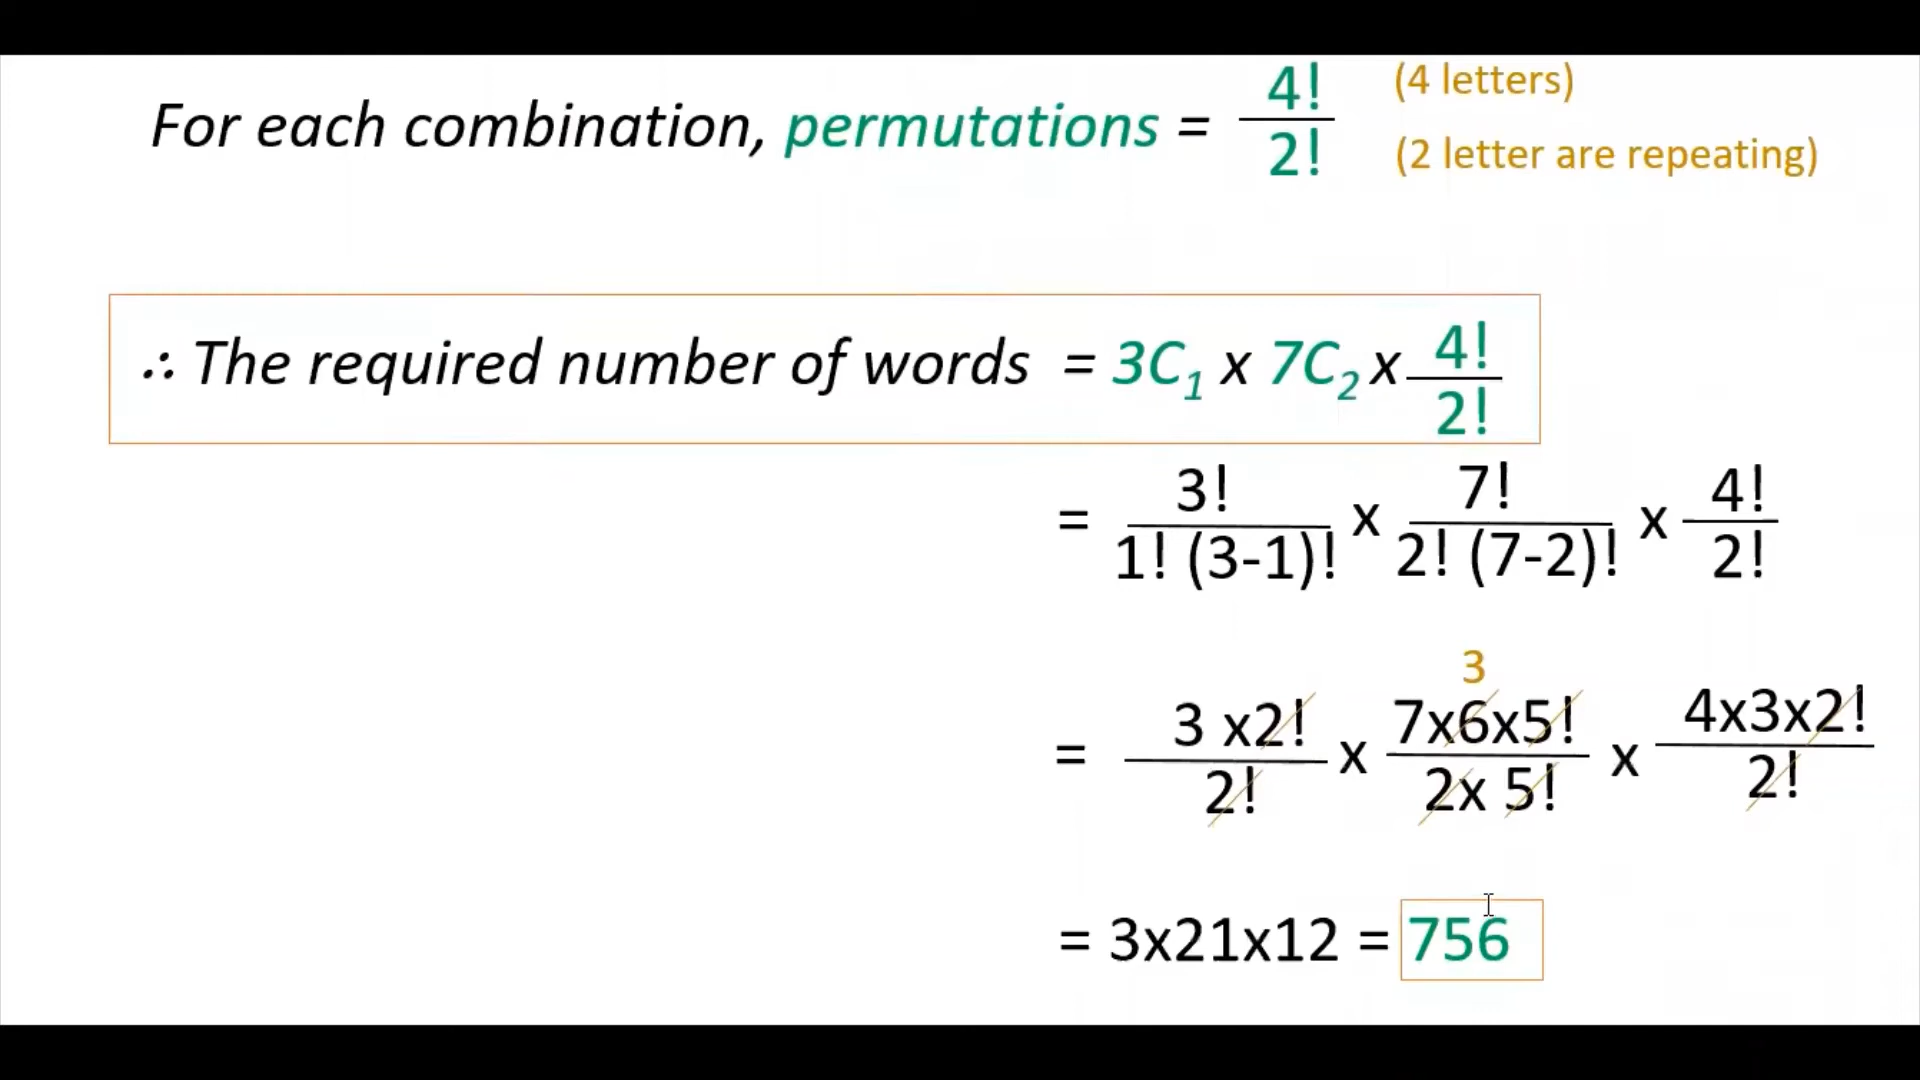 For each combination, permutations = 4!/2! (4 letters)
(2 letter are repeating)
∴ The required number of words = 3C₁ x 7C₂ x 4!/2!
= 3!/1! (3-1)! x 7!/2! (7-2)! x 4!/2!
3
= 3 x2!/2! x 7x6x5!/2x 5! x 4x3x2!/2!
= 3x21x12 = 756